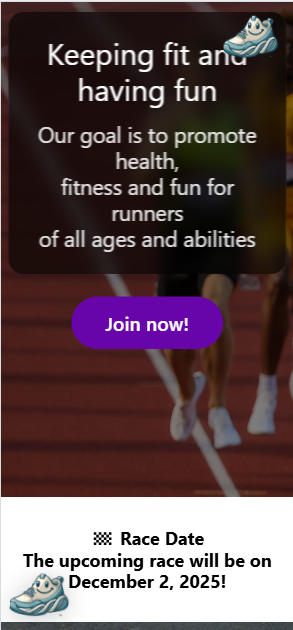 Keeping fit and
having fun
Our goal is to promote
health,
fitness and fun for
runners
of all ages and abilities
Join now!
🏁 Race Date
The upcoming race will be on
December 2, 2025!